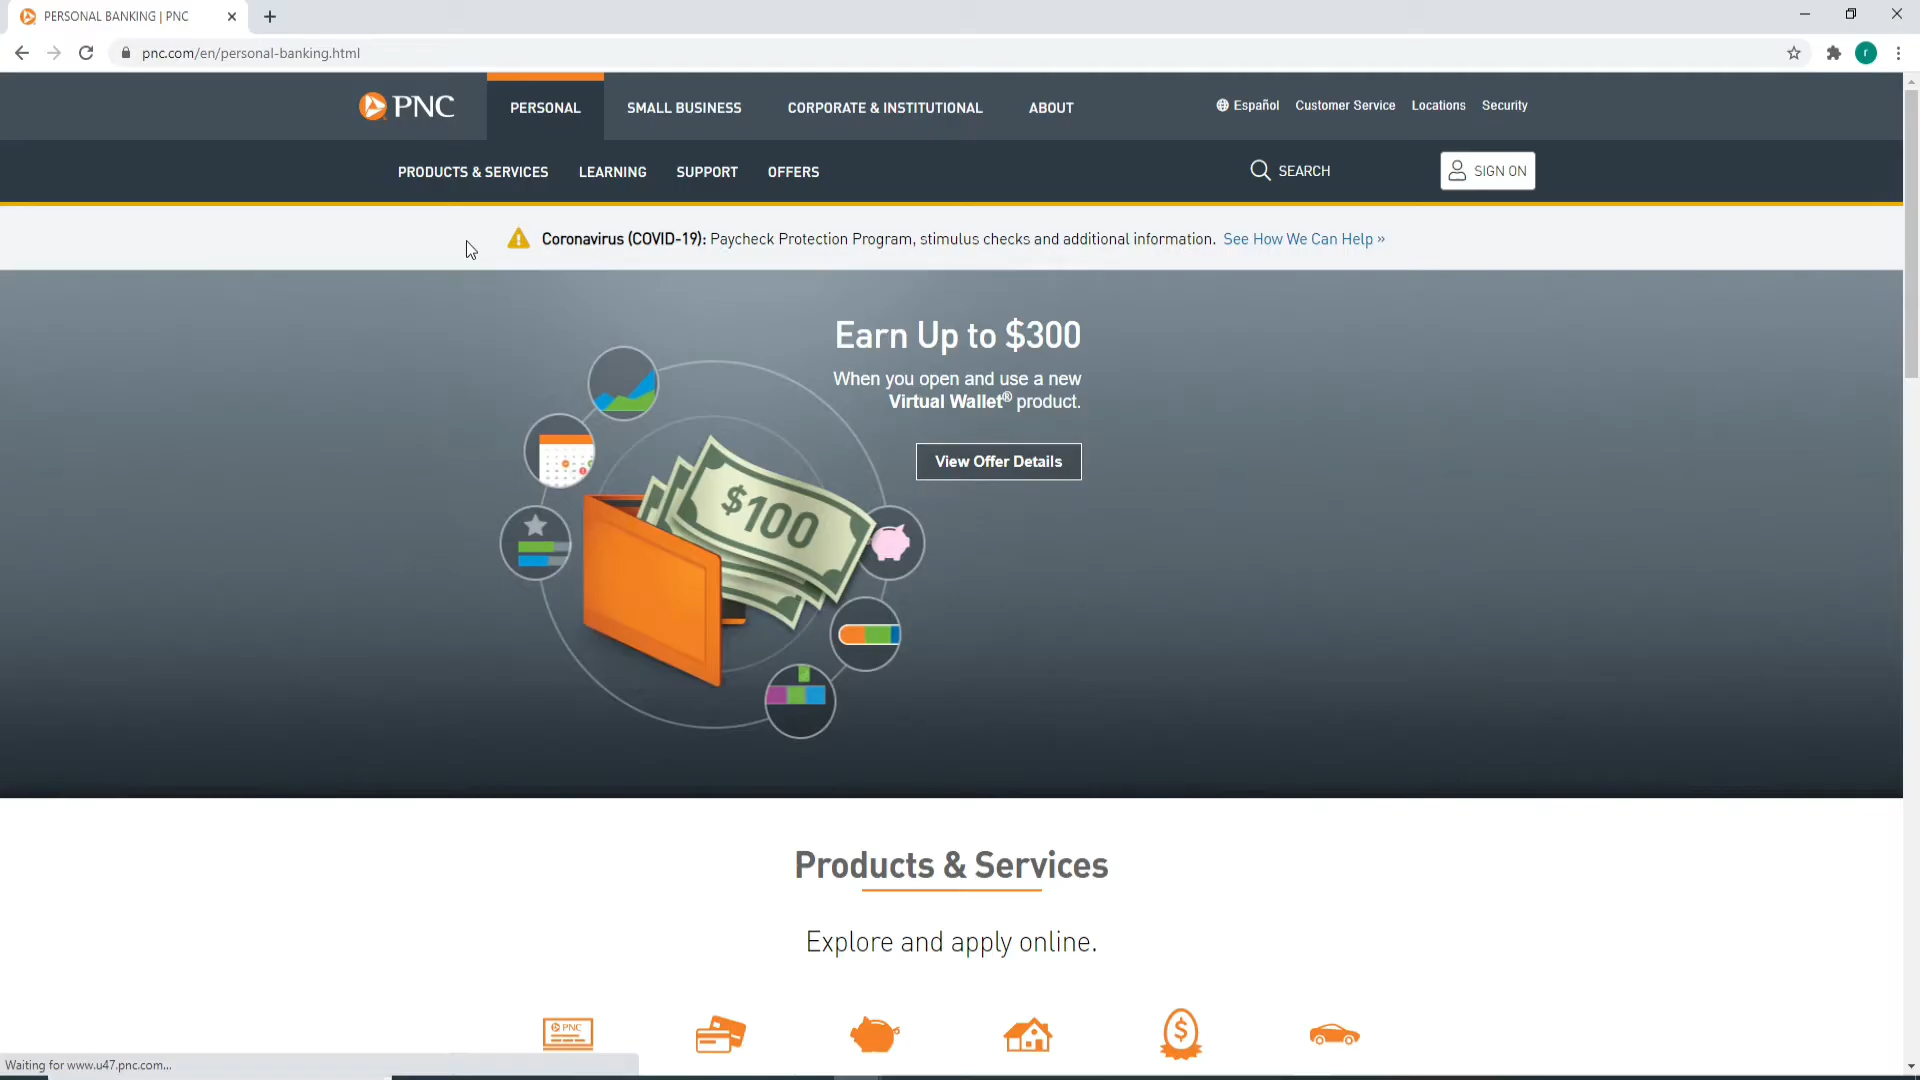 PERSONAL BANKING | PNC
pnc.com/en/personal-banking.html
r
PNC
PERSONAL
SMALL BUSINESS
CORPORATE & INSTITUTIONAL
ABOUT
Español
Customer Service
Locations
Security
PRODUCTS & SERVICES
LEARNING
SUPPORT
OFFERS
SEARCH
SIGN ON
Coronavirus (COVID-19): Paycheck Protection Program, stimulus checks and additional information. See How We Can Help »
Earn Up to $300
When you open and use a new
Virtual Wallet® product.
View Offer Details
$100
Products & Services
Explore and apply online.
PNC
$
Waiting for www.u47.pnc.com...